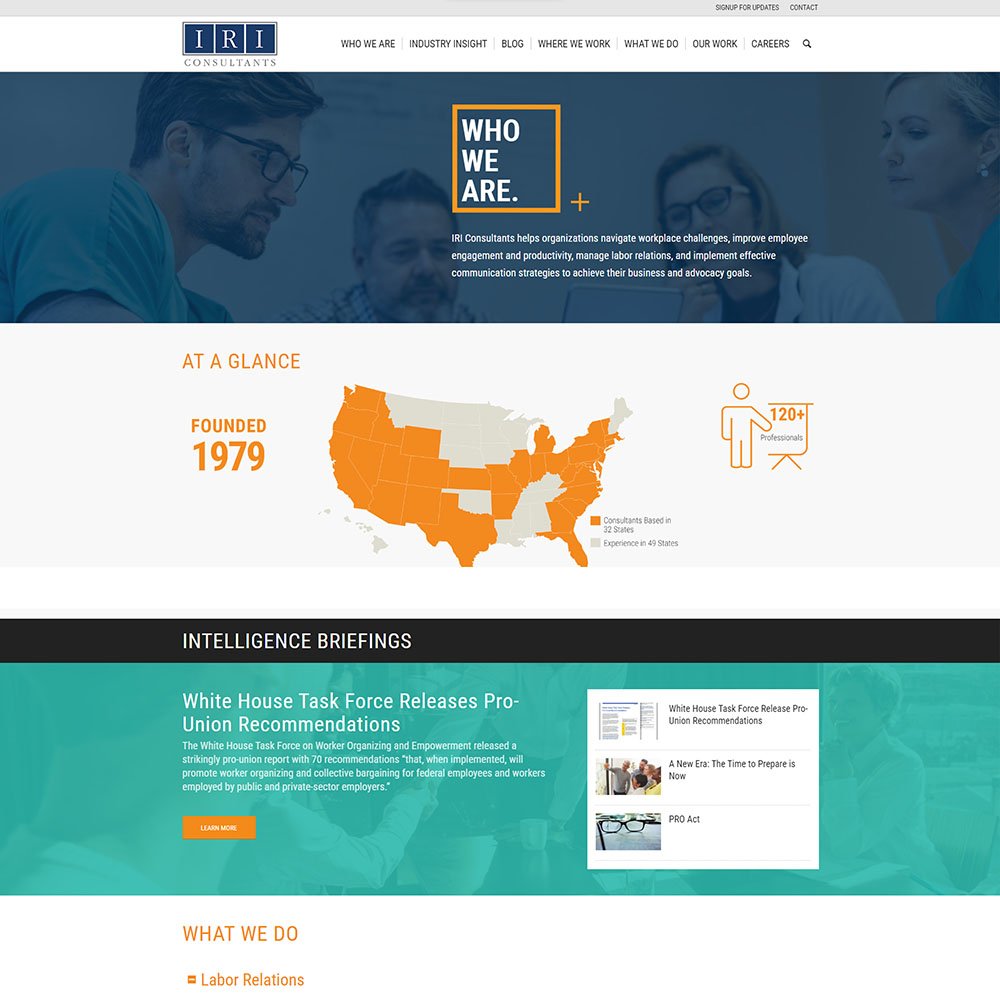 SIGNUP FOR UPDATES CONTACT
IRI
CONSULTANTS
WHO WE ARE INDUSTRY INSIGHT BLOG WHERE WE WORK WHAT WE DO OUR WORK CAREERS
WHO
WE
ARE.
+
IRI Consultants helps organizations navigate workplace challenges, improve employee
engagement and productivity, manage labor relations, and implement effective
communication strategies to achieve their business and advocacy goals.
AT A GLANCE
FOUNDED
1979
120+
Professionals
Consultants Based in
32 States
Experience in 49 States
INTELLIGENCE BRIEFINGS
White House Task Force Releases Pro-
Union Recommendations
The White House Task Force on Worker Organizing and Empowerment released a
strikingly pro-union report with 70 recommendations “that, when implemented, will
promote worker organizing and collective bargaining for federal employees and workers
employed by public and private-sector employers.”
LEARN MORE
White House Task Force Release Pro-
Union Recommendations
A New Era: The Time to Prepare is
Now
PRO Act
WHAT WE DO
Labor Relations